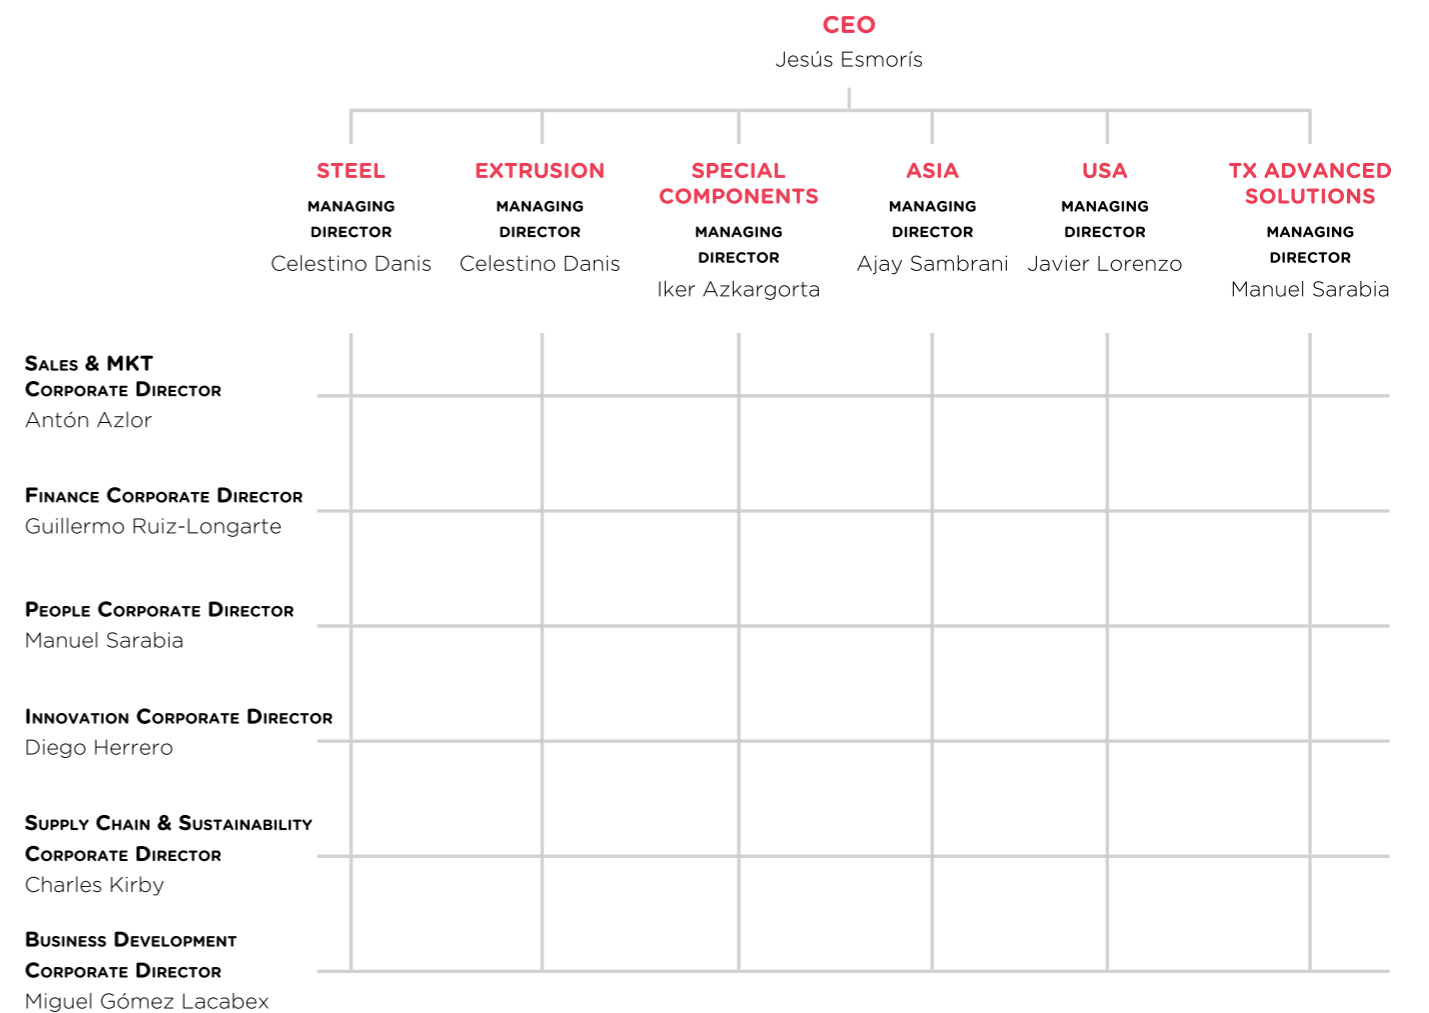 CEO
Jesús Esmorís
STEEL
MANAGING
DIRECTOR
Celestino Danis
EXTRUSION
MANAGING
DIRECTOR
Celestino Danis
SPECIAL
COMPONENTS
MANAGING
DIRECTOR
Iker Azkargorta
ASIA
MANAGING
DIRECTOR
Ajay Sambrani
USA
MANAGING
DIRECTOR
Javier Lorenzo
TX ADVANCED
SOLUTIONS
MANAGING
DIRECTOR
Manuel Sarabia
Sales & MKT
Corporate Director
Antón Azlor
Finance Corporate Director
Guillermo Ruiz-Longarte
People Corporate Director
Manuel Sarabia
Innovation Corporate Director
Diego Herrero
Supply Chain & Sustainability
Corporate Director
Charles Kirby
Business Development
Corporate Director
Miguel Gómez Lacabex